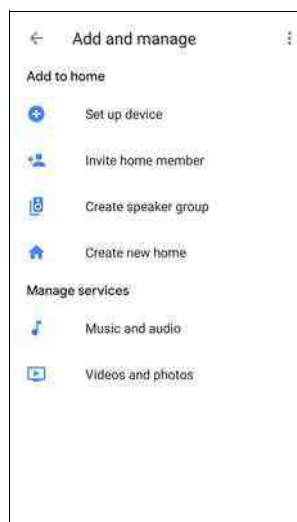 Add and manage
Add to home
Set up device
Invite home member
Create speaker group
Create new home
Manage services
Music and audio
Videos and photos